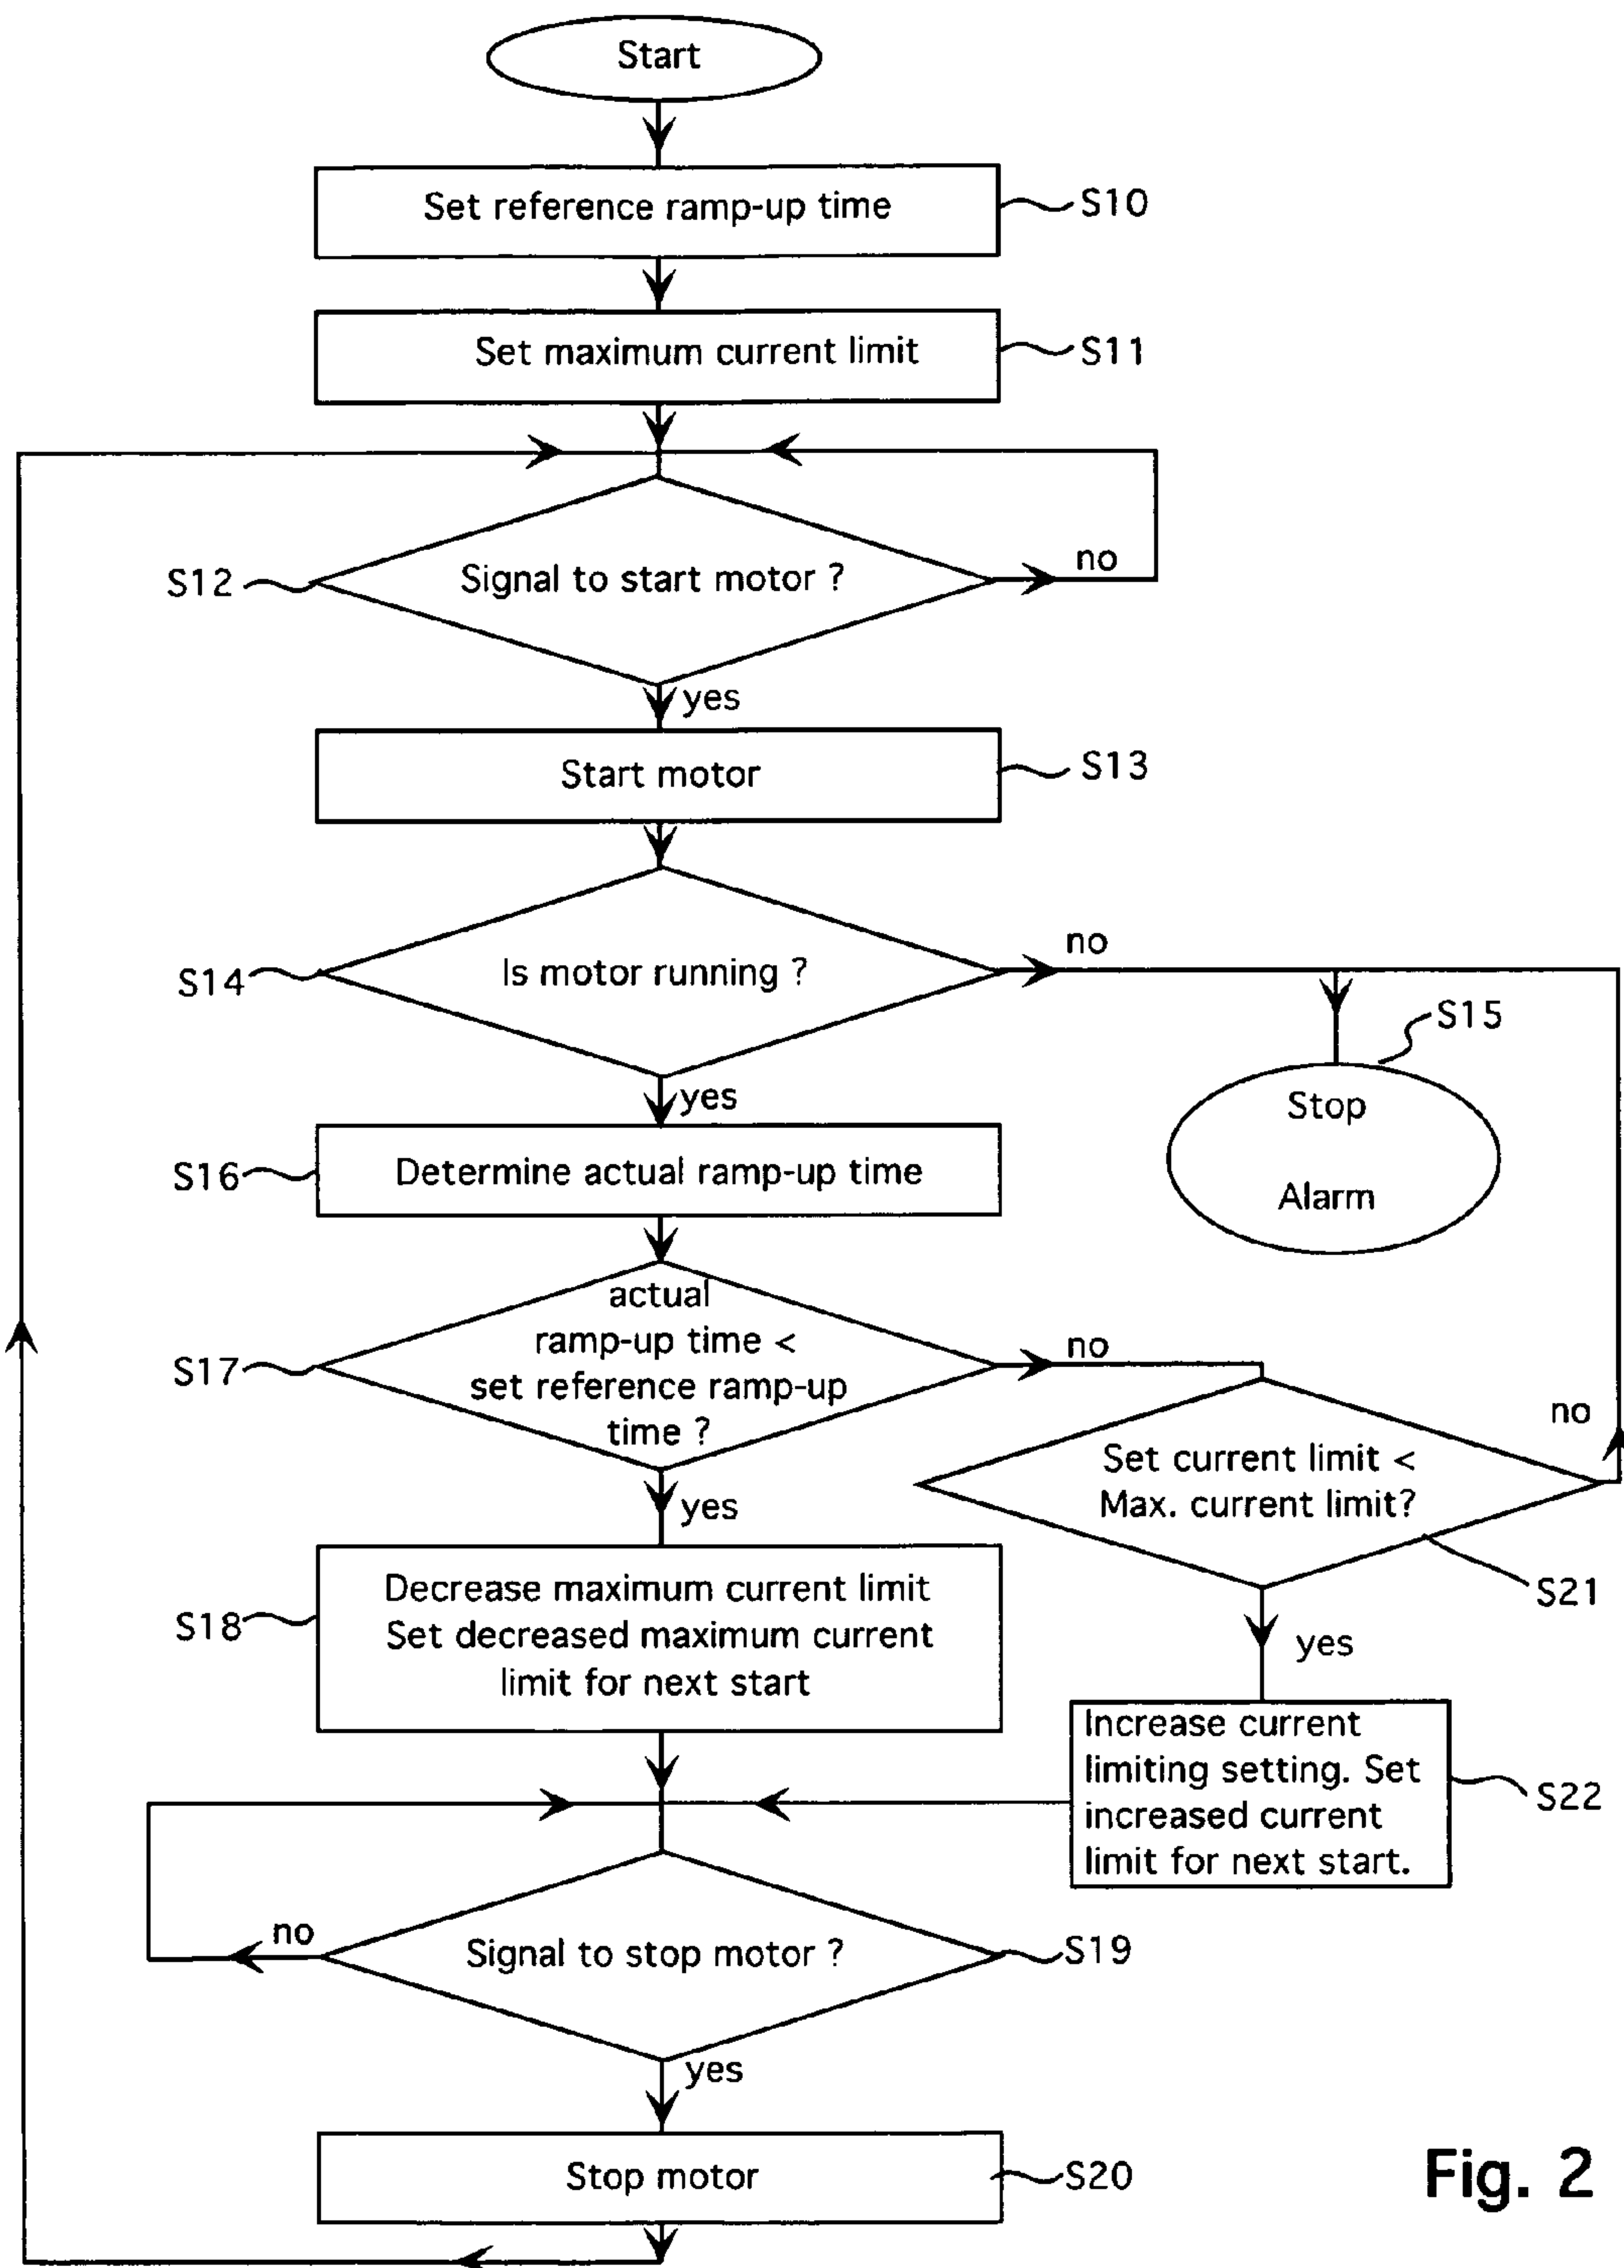 Start
Set reference ramp-up time
S10
Set maximum current limit
S11
Signal to start motor ?
S12
no
yes
Start motor
S13
Is motor running ?
S14
no
S15
Stop
Alarm
yes
Determine actual ramp-up time
S16
actual
ramp-up time <
set reference ramp-up
time ?
S17
no
Set current limit <
Max. current limit?
no
S21
yes
yes
Decrease maximum current limit
Set decreased maximum current
limit for next start
S18
Increase current
limiting setting. Set
increased current
limit for next start.
S22
no
Signal to stop motor ?
S19
yes
Stop motor
S20
Fig. 2